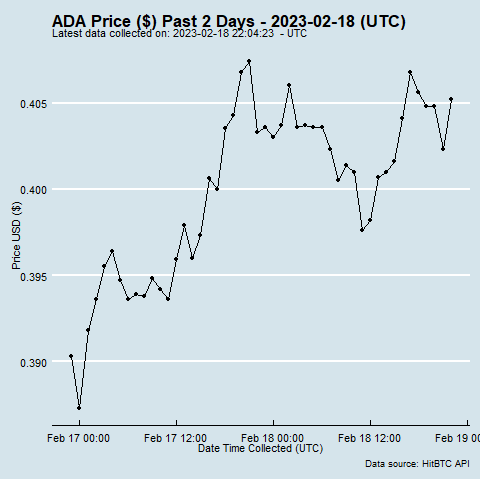 ADA Price ($) Past 2 Days - 2023-02-18 (UTC)
Latest data collected on: 2023-02-18 22:04:23  - UTC
0.405
0.400
0.395
0.390
Price USD ($)
Feb 17 00:00 Feb 17 12:00 Feb 18 00:00 Feb 18 12:00 Feb 19 00
Date Time Collected (UTC)
Data source: HitBTC API